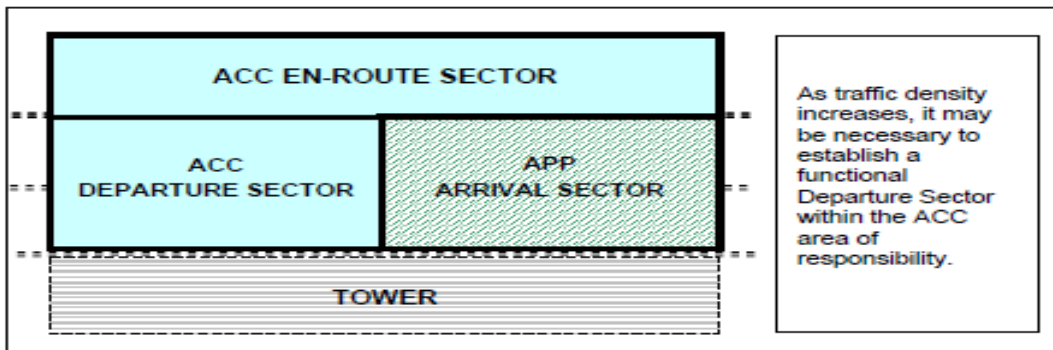 ACC EN-ROUTE SECTOR
ACC
DEPARTURE SECTOR
APP
ARRIVAL SECTOR
TOWER
As traffic density
increases, it may
be necessary to
establish a
functional
Departure Sector
within the ACC
area of
responsibility.